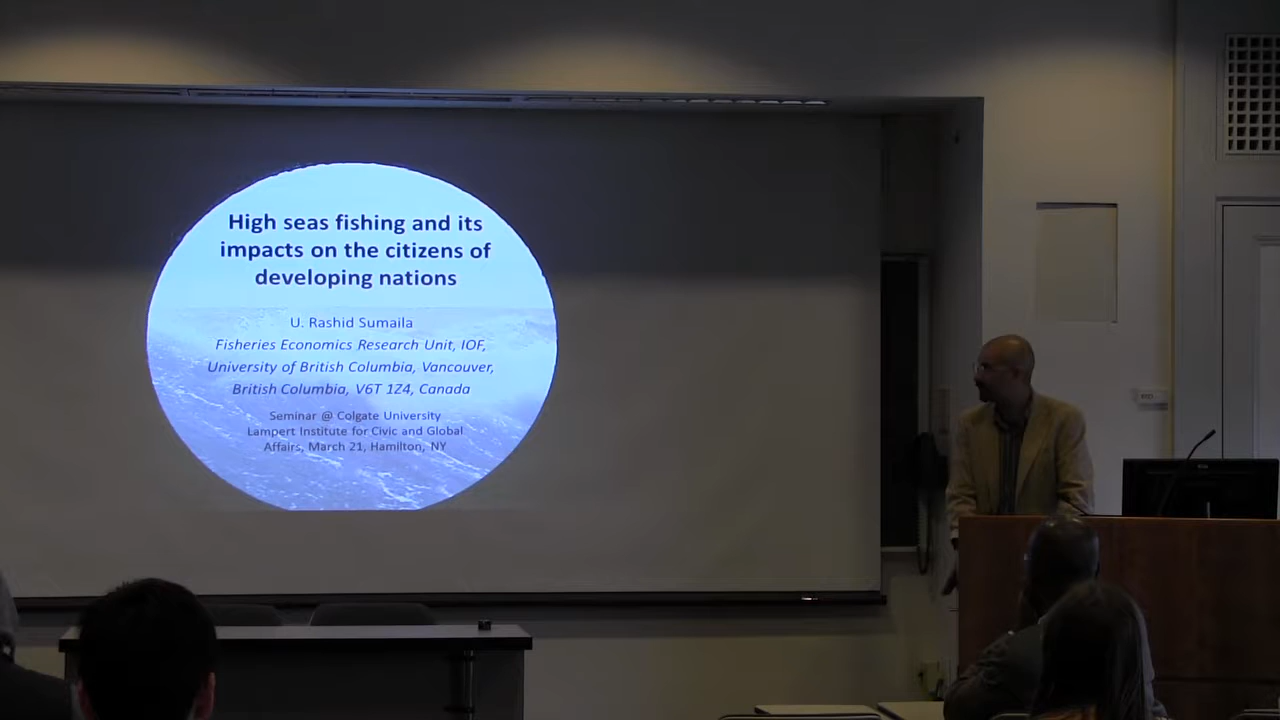 High seas fishing and its
impacts on the citizens of
developing nations
U. Rashid Sumaila
Fisheries Economics Research Unit, IOF,
University of British Columbia, Vancouver,
British Columbia, V6T 1Z4, Canada
Seminar @ Colgate University
Lampert Institute for Civic and Global
Affairs, March 21, Hamilton, NY